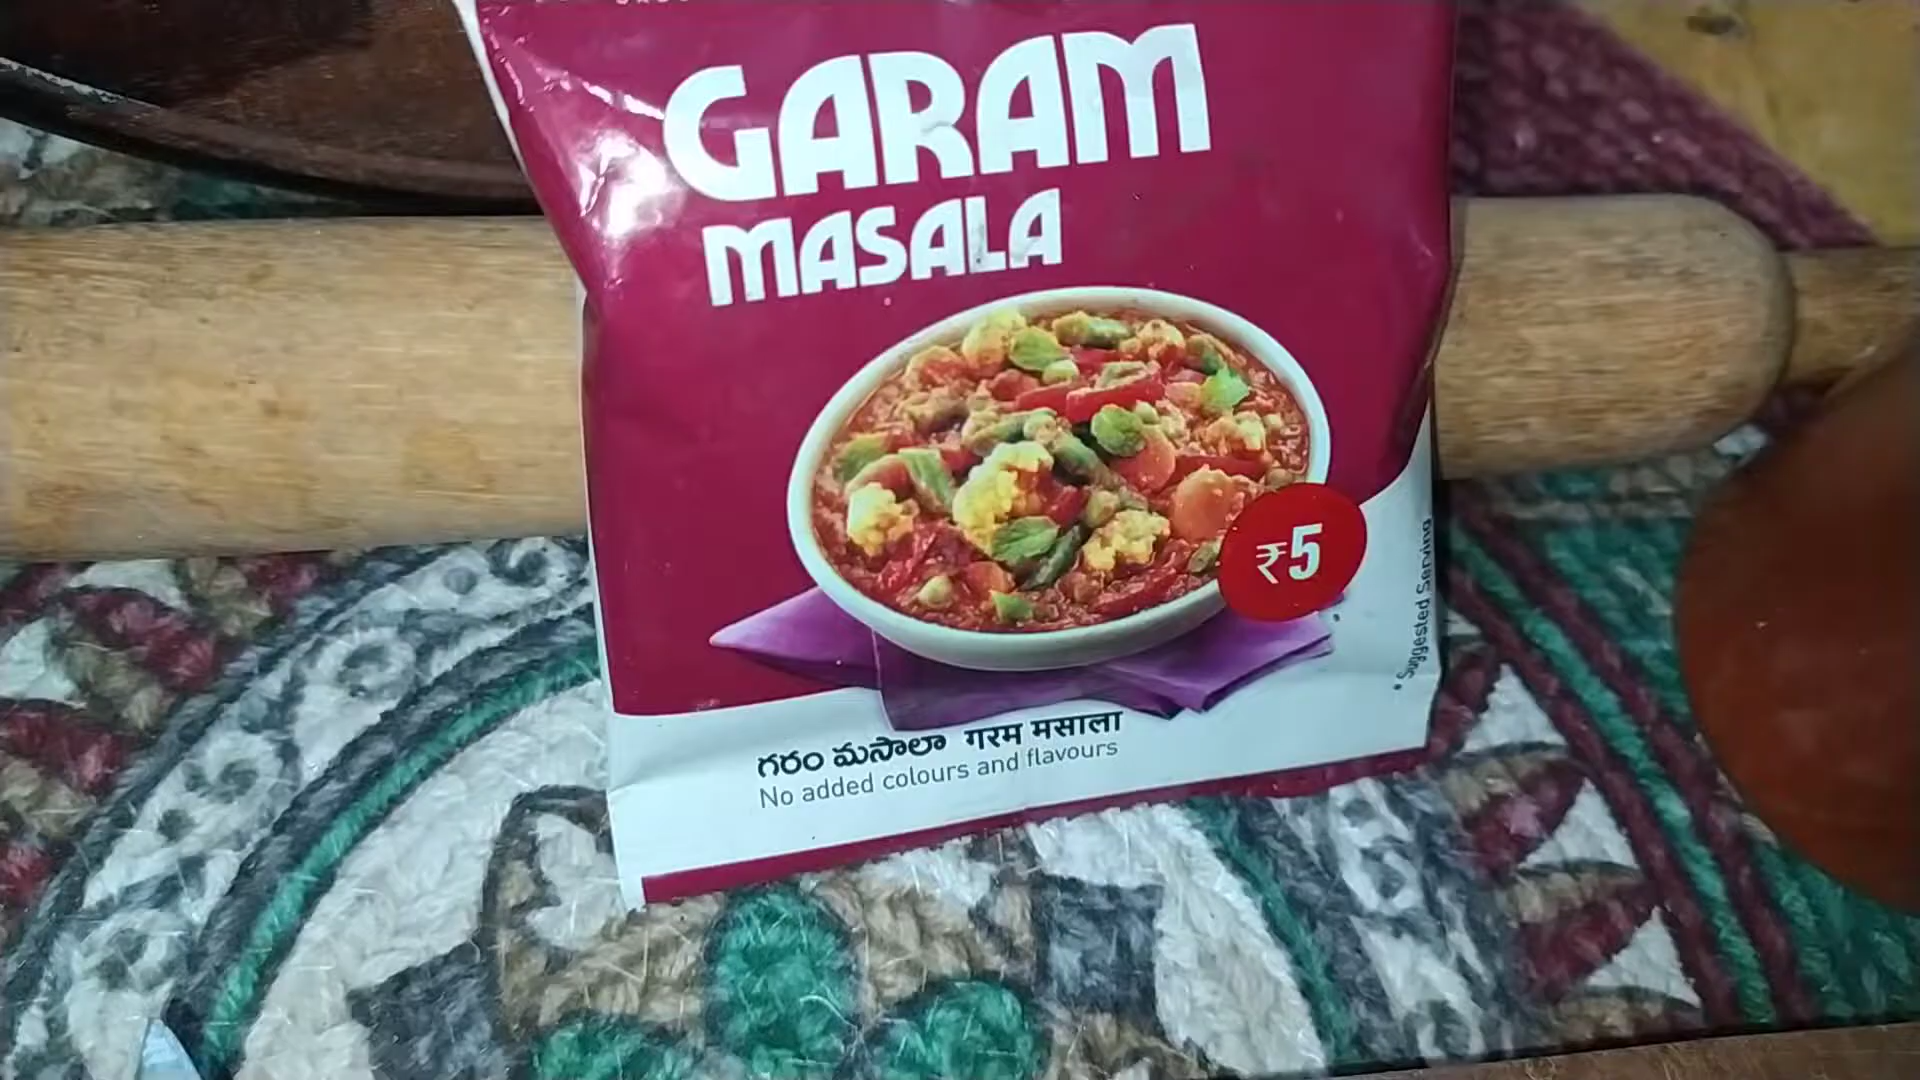 GARAM
MASALA
₹5
* Suggested Serving
గరం మసాలా गरम मसाला
No added colours and flavours